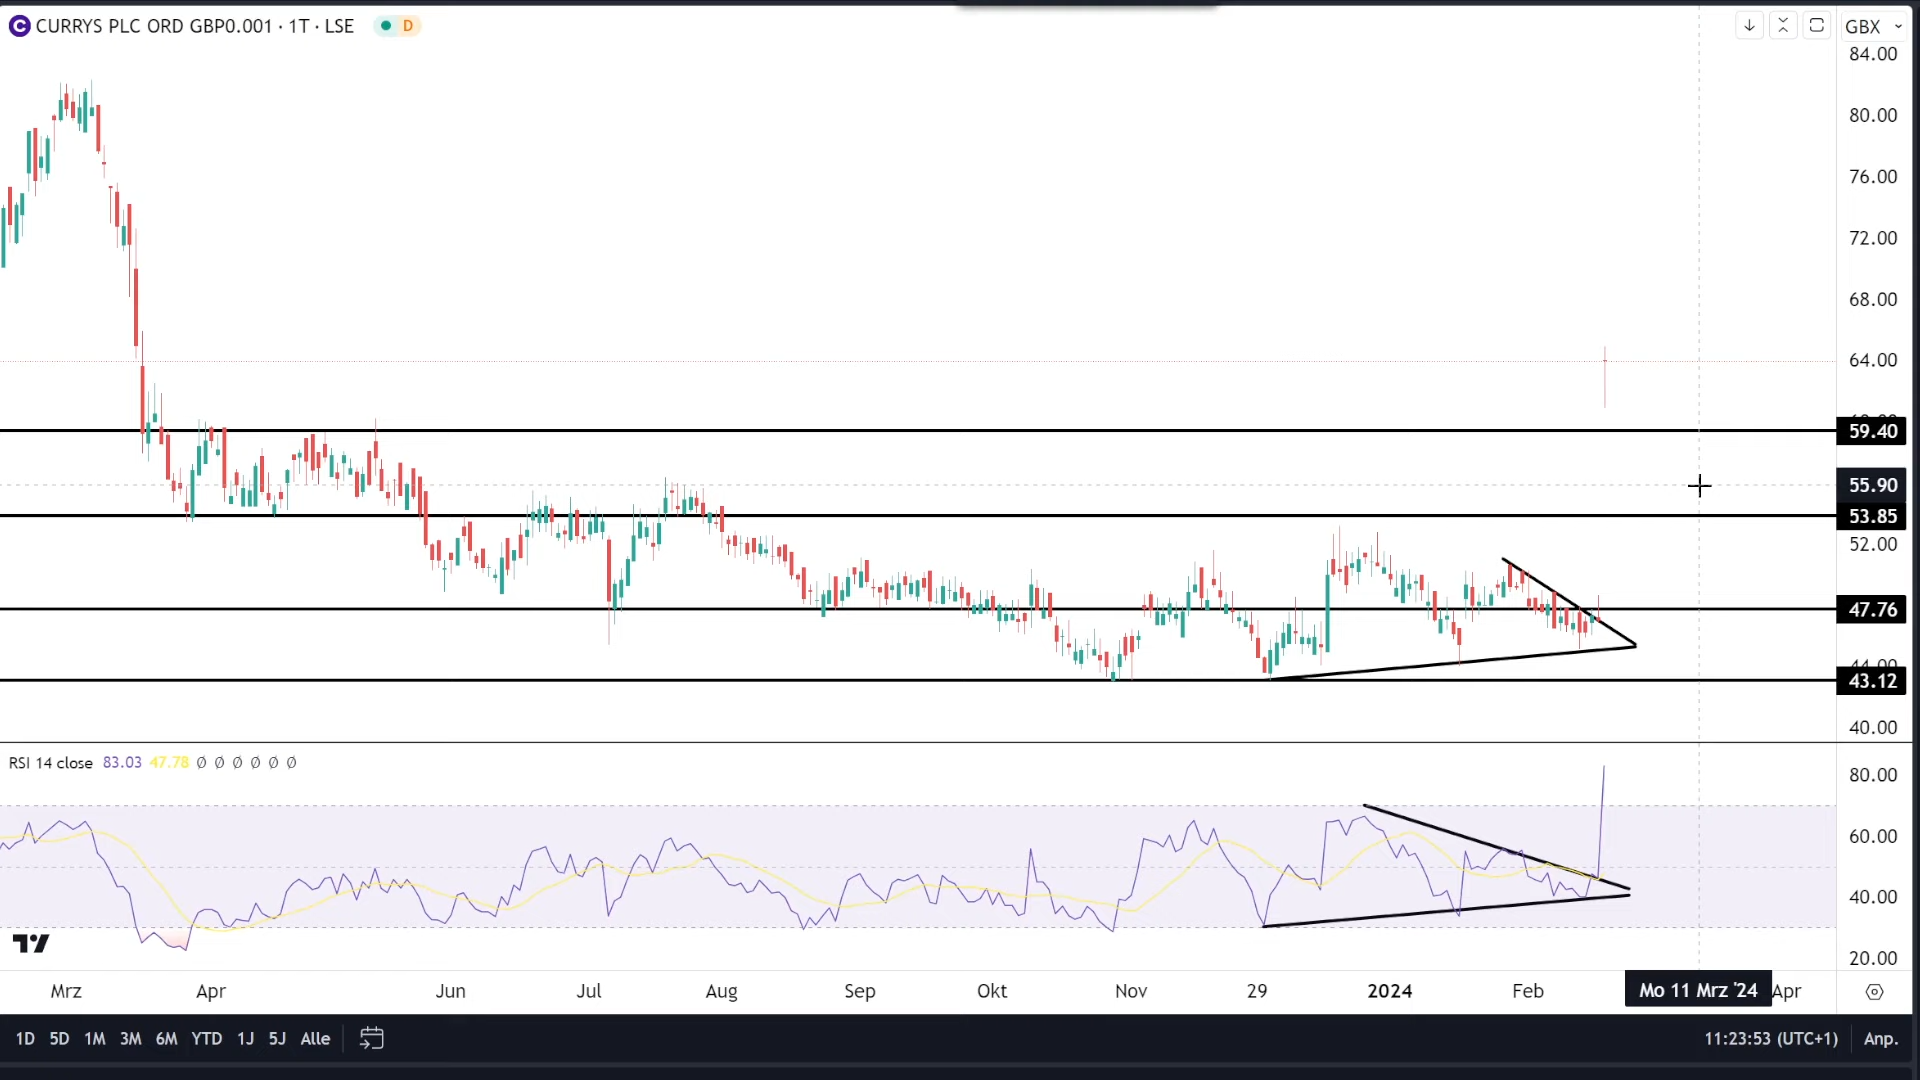 CURRYS PLC ORD GBP0.001 · 1T · LSE
D
GBX
84.00
80.00
76.00
72.00
68.00
64.00
59.40
55.90
53.85
52.00
47.76
43.12
40.00
RSI 14 close 83.03 47.78 Ø Ø Ø Ø Ø Ø
80.00
60.00
40.00
20.00
Mrz Apr Jun Jul Aug Sep Okt Nov 29 2024 Feb Mo 11 Mrz '24 Apr
1D 5D 1M 3M 6M YTD 1J 5J Alle
11:23:53 (UTC+1) Anp.